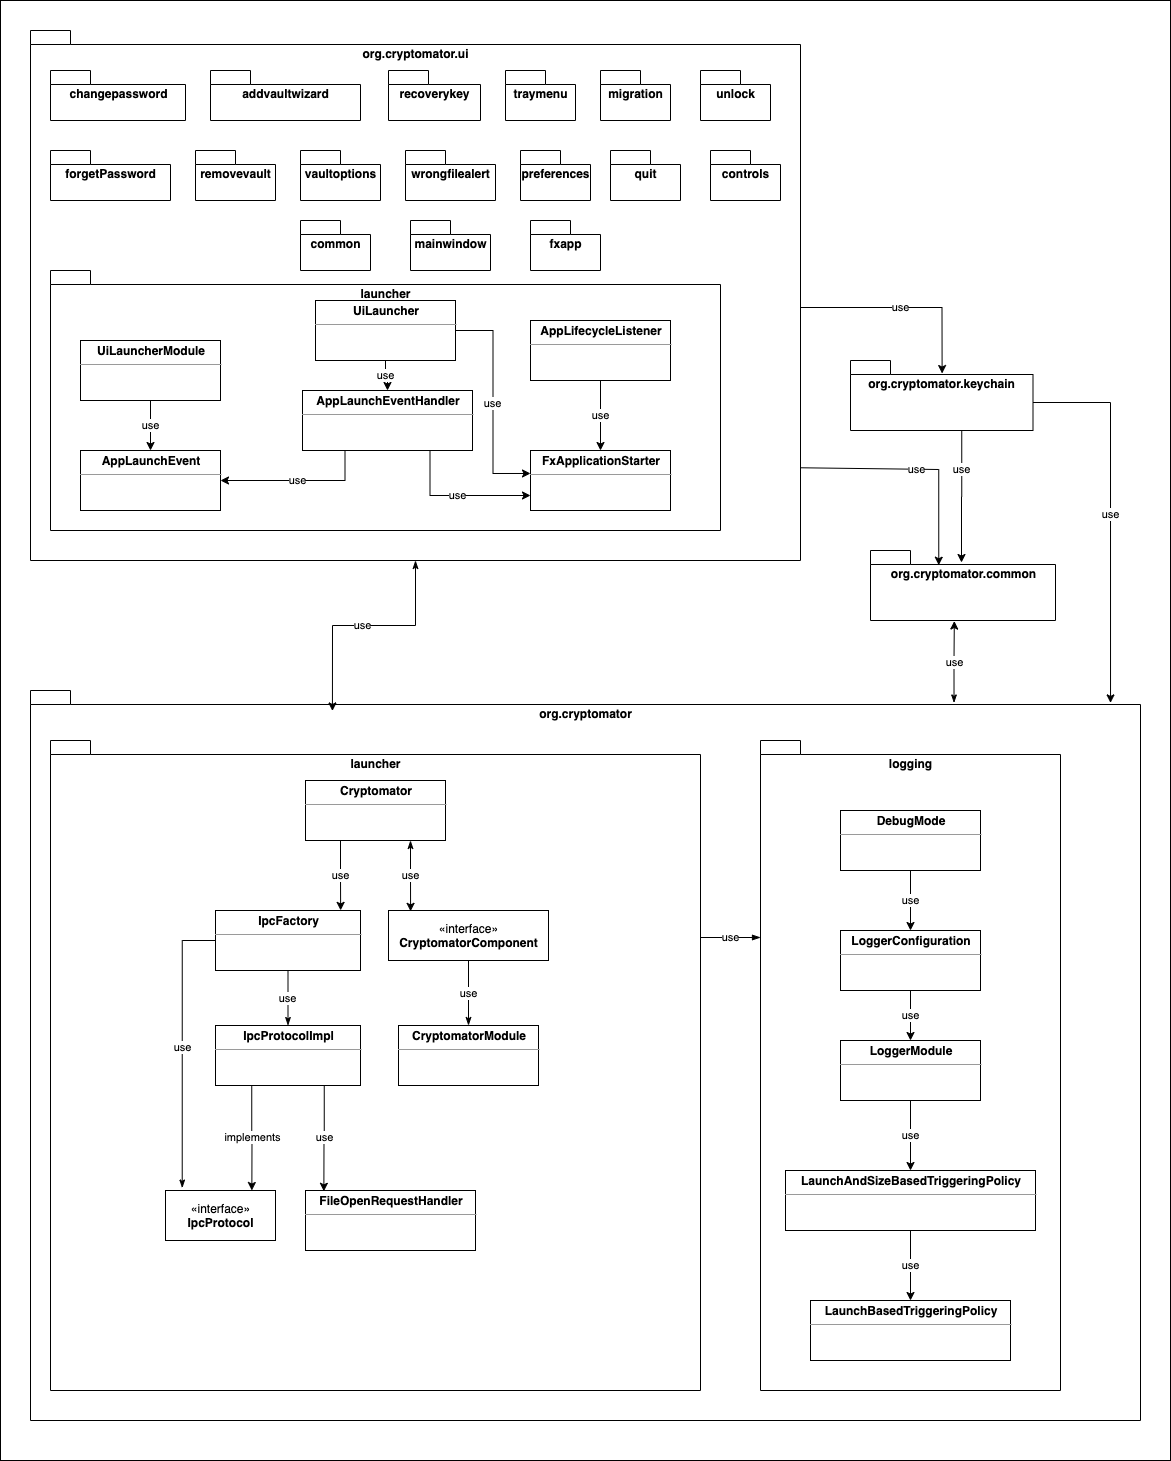 org.cryptomator.ui
changepassword
addvaultwizard
recoverykey
traymenu
migration
unlock
forgetPassword
removevault
vaultoptions
wrongfilealert
preferences
quit
controls
common
mainwindow
fxapp
launcher
UiLauncher
AppLifecycleListener
UiLauncherModule
use
AppLaunchEventHandler
use
use
use
AppLaunchEvent
FxApplicationStarter
use
use
use
org.cryptomator.keychain
use
use
use
org.cryptomator.common
use
use
org.cryptomator
launcher
Cryptomator
use
use
IpcFactory
«interface»
CryptomatorComponent
use
use
IpcProtocolImpl
CryptomatorModule
use
implements
use
«interface»
IpcProtocol
FileOpenRequestHandler
use
logging
DebugMode
use
LoggerConfiguration
use
LoggerModule
use
LaunchAndSizeBasedTriggeringPolicy
use
LaunchBasedTriggeringPolicy